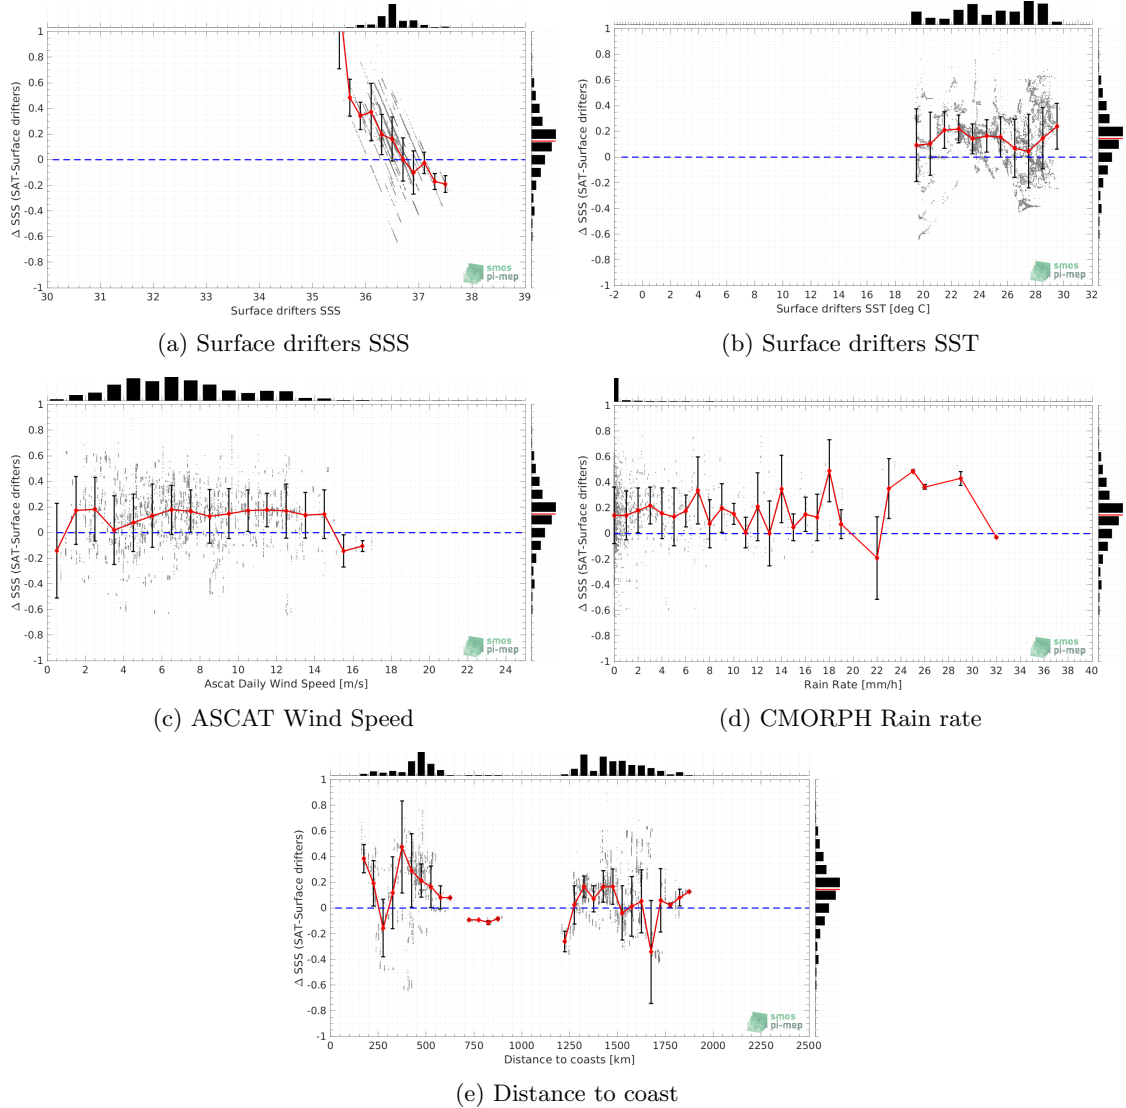 1
0.8
0.6
0.4
0.2
0
-0.2
-0.4
-0.6
-0.8
-1
Δ SSS (SAT-Surface drifters)
30 31 32 33 34 35 36 37 38 39
Surface drifters SSS
smos
pi-mep
(a) Surface drifters SSS
1
0.8
0.6
0.4
0.2
0
-0.2
-0.4
-0.6
-0.8
-1
Δ SSS (SAT-Surface drifters)
-2 0 2 4 6 8 10 12 14 16 18 20 22 24 26 28 30 32
Surface drifters SST [deg C]
smos
pi-mep
(b) Surface drifters SST
1
0.8
0.6
0.4
0.2
0
-0.2
-0.4
-0.6
-0.8
-1
Δ SSS (SAT-Surface drifters)
0 2 4 6 8 10 12 14 16 18 20 22 24
Ascat Daily Wind Speed [m/s]
smos
pi-mep
(c) ASCAT Wind Speed
1
0.8
0.6
0.4
0.2
0
-0.2
-0.4
-0.6
-0.8
-1
Δ SSS (SAT-Surface drifters)
0 2 4 6 8 10 12 14 16 18 20 22 24 26 28 30 32 34 36 38 40
Rain Rate [mm/h]
smos
pi-mep
(d) CMORPH Rain rate
1
0.8
0.6
0.4
0.2
0
-0.2
-0.4
-0.6
-0.8
-1
Δ SSS (SAT-Surface drifters)
0 250 500 750 1000 1250 1500 1750 2000 2250 2500
Distance to coasts [km]
smos
pi-mep
(e) Distance to coast